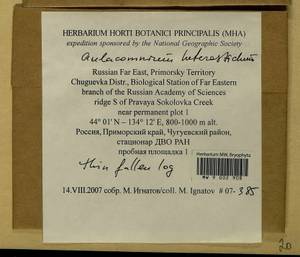 HERBARIUM HORTI BOTANICI PRINCIPALIS (MHA)
expedition sponsored by the National Geographic Society
Aulacomnium heterostichum
Russian Far East, Primorsky Territory
Chuguevka Distr., Biological Station of Far Eastern
branch of the Russian Academy of Sciences
ridge S of Pravaya Sokolovka Creek
near permanent plot 1
44° 01' N – 134° 12' E, 800-1000 m alt.
Россия, Приморский край, Чугуевский район,
стационар ДВО РАН
пробная площадка 1
thin fallen log
Herbarium MW, Bryophyta
MW 9 002 908
14.VIII.2007 собр. М. Игнатов/coll. M. Ignatov # 07-385
20